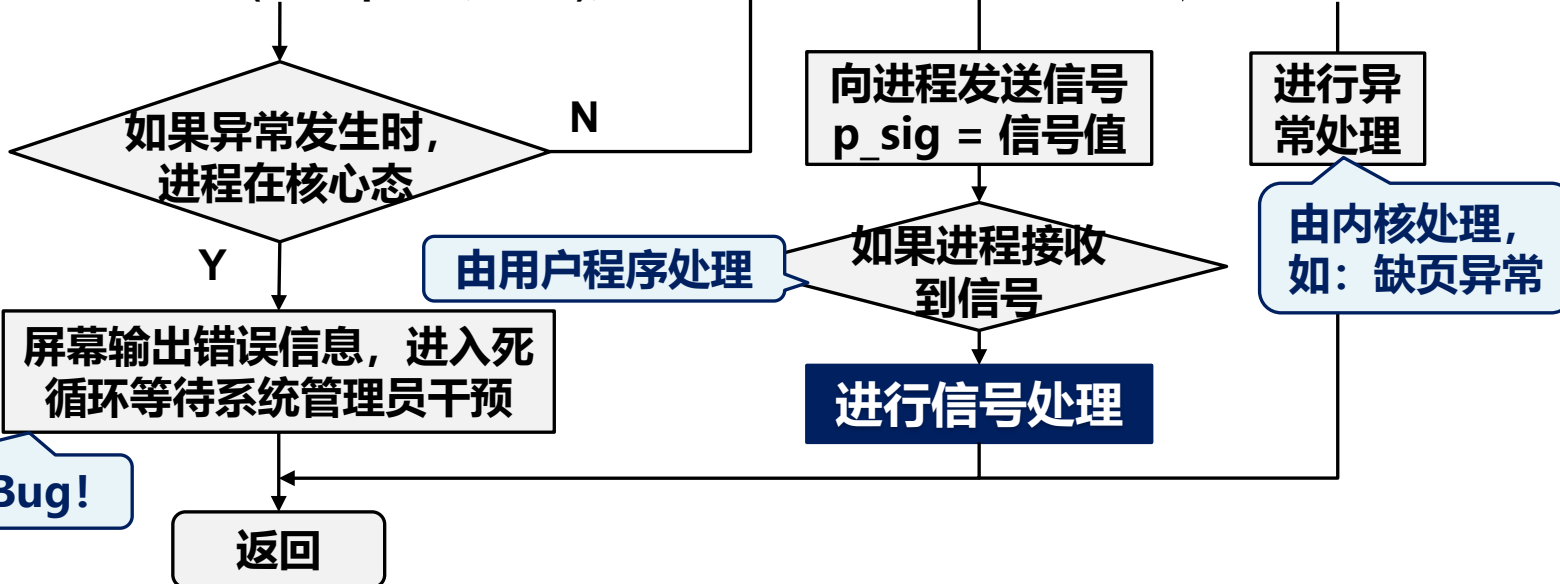 如果异常发生时，
进程在核心态
N
Y
屏幕输出错误信息，进入死
循环等待系统管理员干预
Bug！
返回
向进程发送信号
p_sig = 信号值
如果进程接收
到信号
由用户程序处理
进行信号处理
进行异
常处理
由内核处理，
如：缺页异常